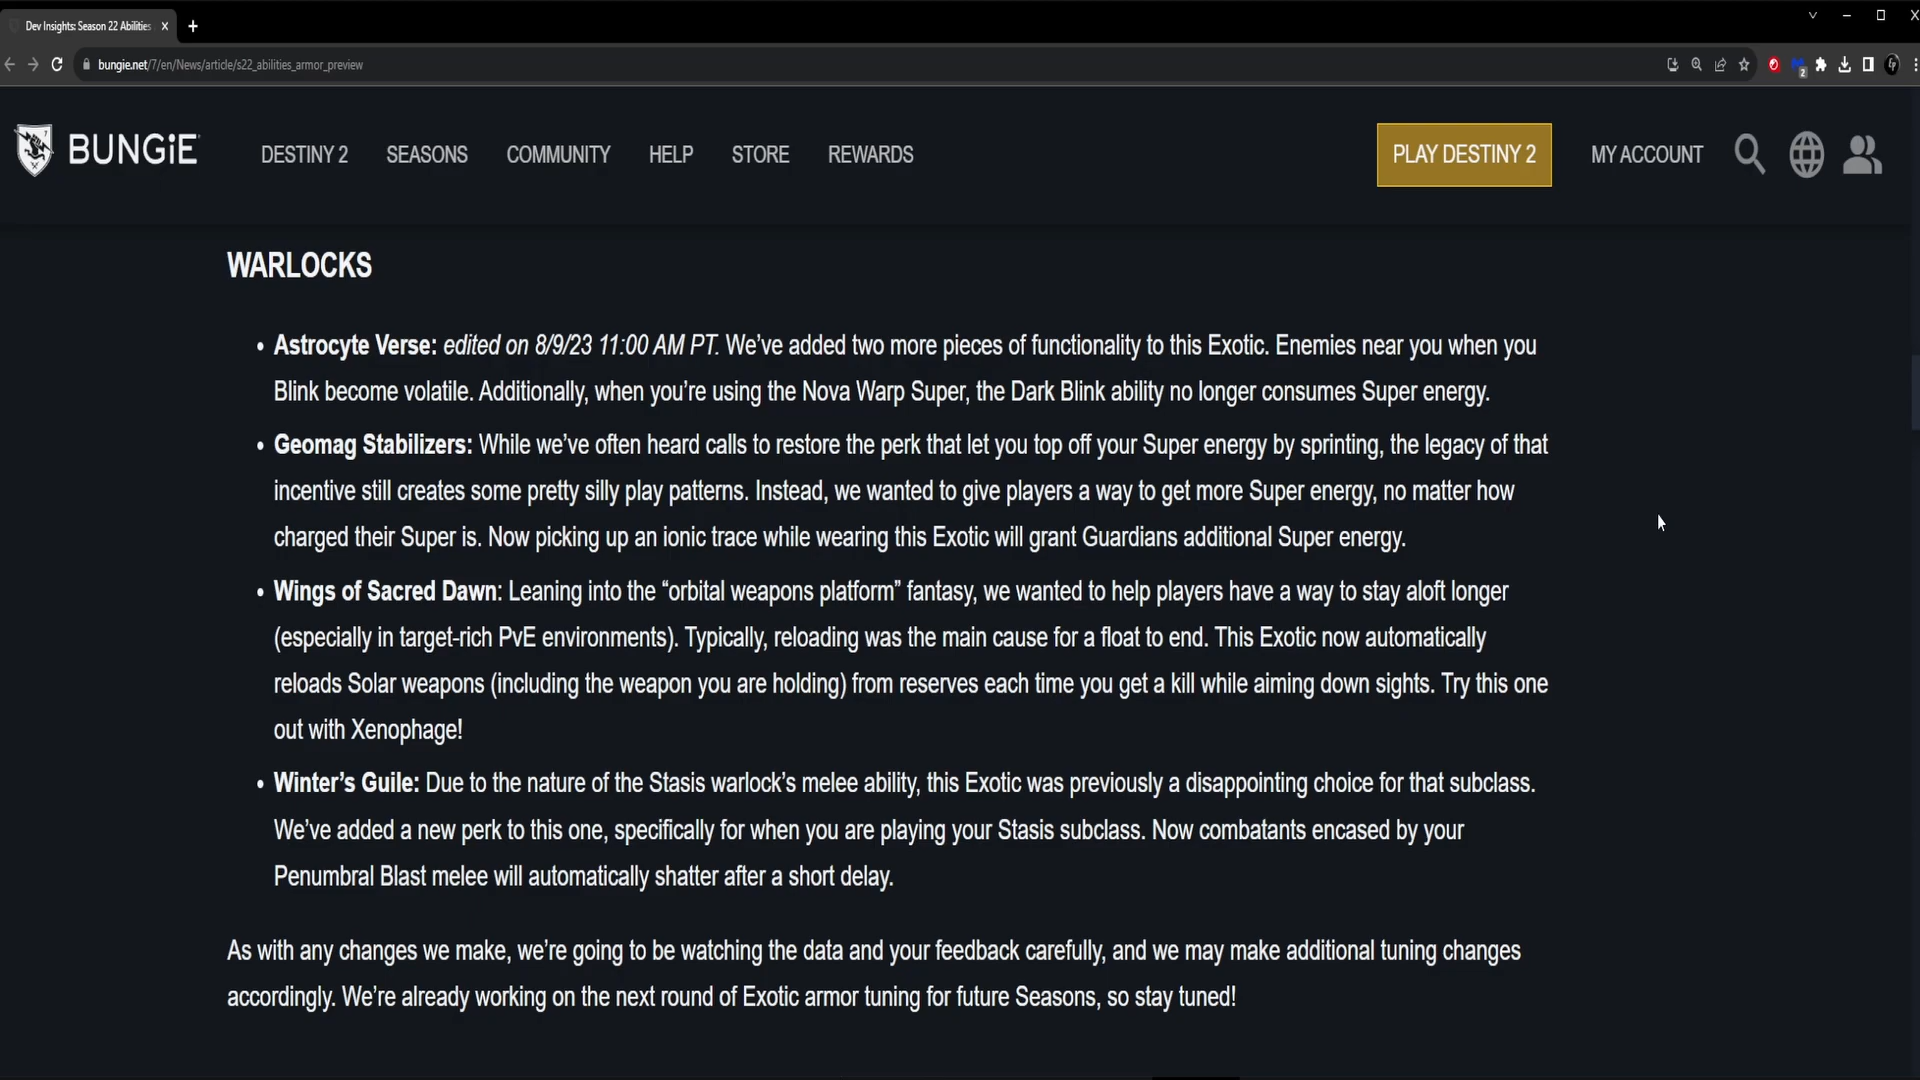 Dev Insights: Season 22 Abilities
bungie.net/7/en/News/article/s22_abilities_armor_preview
2
BUNGiE
DESTINY 2
SEASONS
COMMUNITY
HELP
STORE
REWARDS
PLAY DESTINY 2
MY ACCOUNT
WARLOCKS
• Astrocyte Verse: edited on 8/9/23 11:00 AM PT. We’ve added two more pieces of functionality to this Exotic. Enemies near you when you
Blink become volatile. Additionally, when you’re using the Nova Warp Super, the Dark Blink ability no longer consumes Super energy.
• Geomag Stabilizers: While we’ve often heard calls to restore the perk that let you top off your Super energy by sprinting, the legacy of that
incentive still creates some pretty silly play patterns. Instead, we wanted to give players a way to get more Super energy, no matter how
charged their Super is. Now picking up an ionic trace while wearing this Exotic will grant Guardians additional Super energy.
• Wings of Sacred Dawn: Leaning into the “orbital weapons platform” fantasy, we wanted to help players have a way to stay aloft longer
(especially in target-rich PvE environments). Typically, reloading was the main cause for a float to end. This Exotic now automatically
reloads Solar weapons (including the weapon you are holding) from reserves each time you get a kill while aiming down sights. Try this one
out with Xenophage!
• Winter’s Guile: Due to the nature of the Stasis warlock’s melee ability, this Exotic was previously a disappointing choice for that subclass.
We’ve added a new perk to this one, specifically for when you are playing your Stasis subclass. Now combatants encased by your
Penumbral Blast melee will automatically shatter after a short delay.
As with any changes we make, we’re going to be watching the data and your feedback carefully, and we may make additional tuning changes
accordingly. We’re already working on the next round of Exotic armor tuning for future Seasons, so stay tuned!